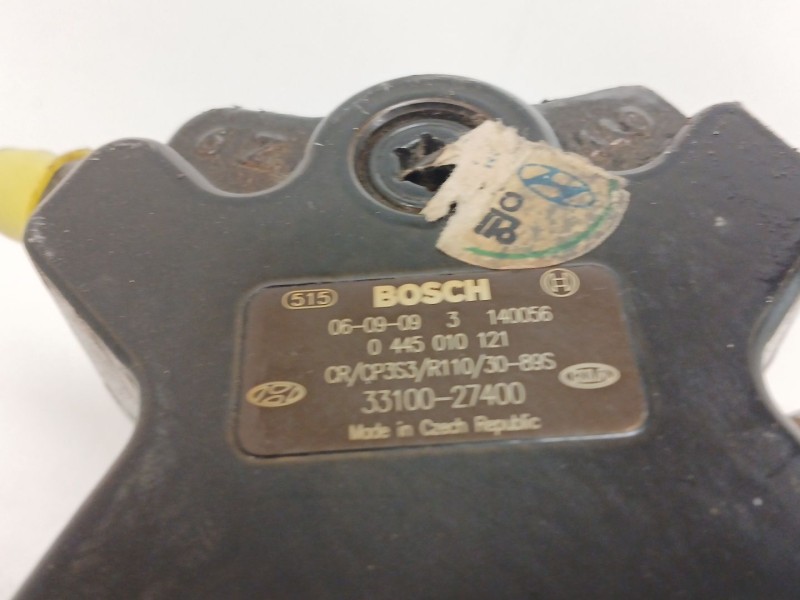 515 BOSCH
06-09-09 3 140056
0 445 010 121
CR/CP3S3/R110/30-89S
33100-27400
KIA
Made in Czech Republic